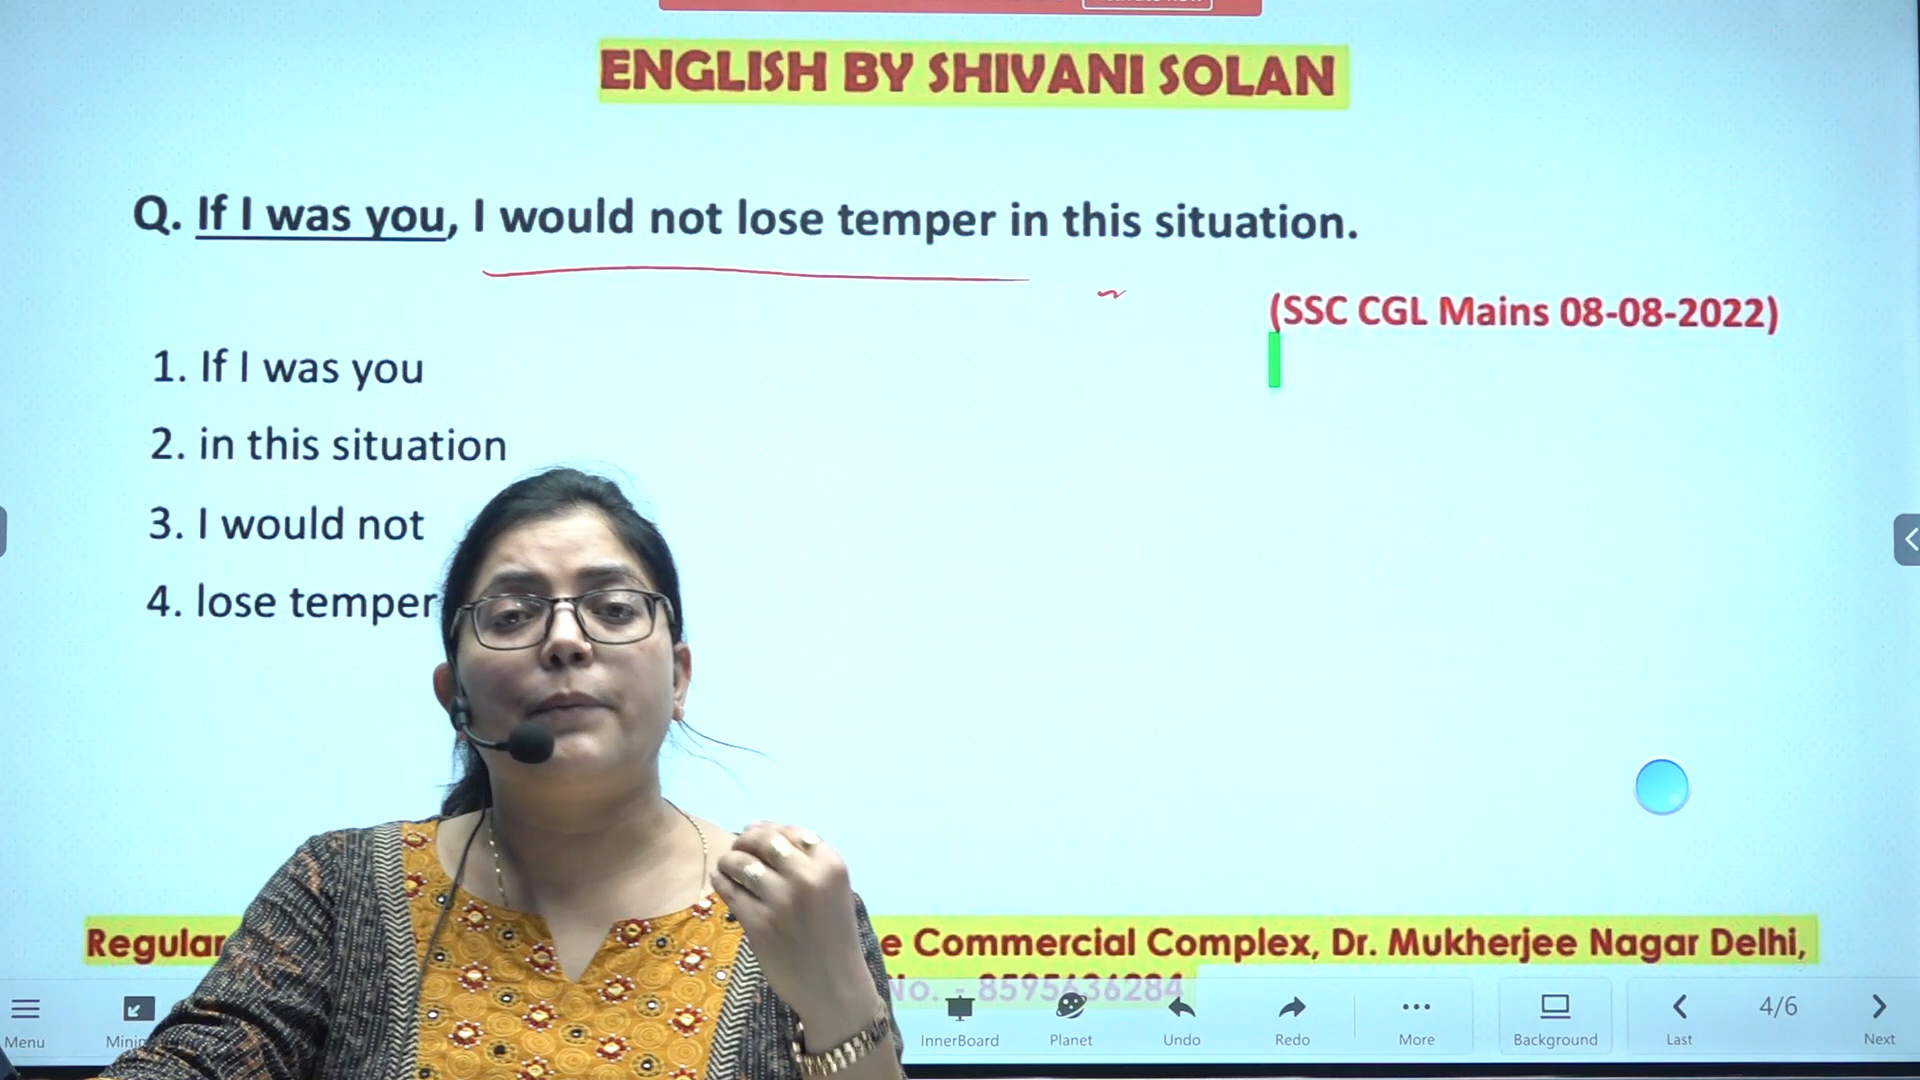 ENGLISH BY SHIVANI SOLAN
Q. If I was you, I would not lose temper in this situation.
(SSC CGL Mains 08-08-2022)
1. If I was you
2. in this situation
3. I would not
4. lose temper
Regular e Commercial Complex, Dr. Mukherjee Nagar Delhi,
No. - 8595636284
Menu InnerBoard Planet Undo Redo More Background Last 4/6 Next